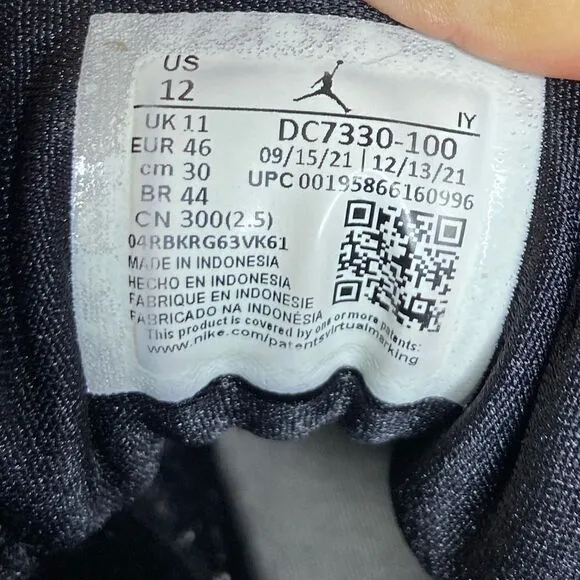 US
12
IY
UK 11
DC7330-100
EUR 46
09/15/21 | 12/13/21
cm 30
UPC 00195866160996
BR 44
CN 300(2.5)
04RBKRG63VK61
MADE IN INDONESIA
HECHO EN INDONESIA
FABRIQUE EN INDONESIE
FABRICADO NA INDONÉSIA
This product is covered by one or more patents:
www.nike.com/patentsvirtualmarking